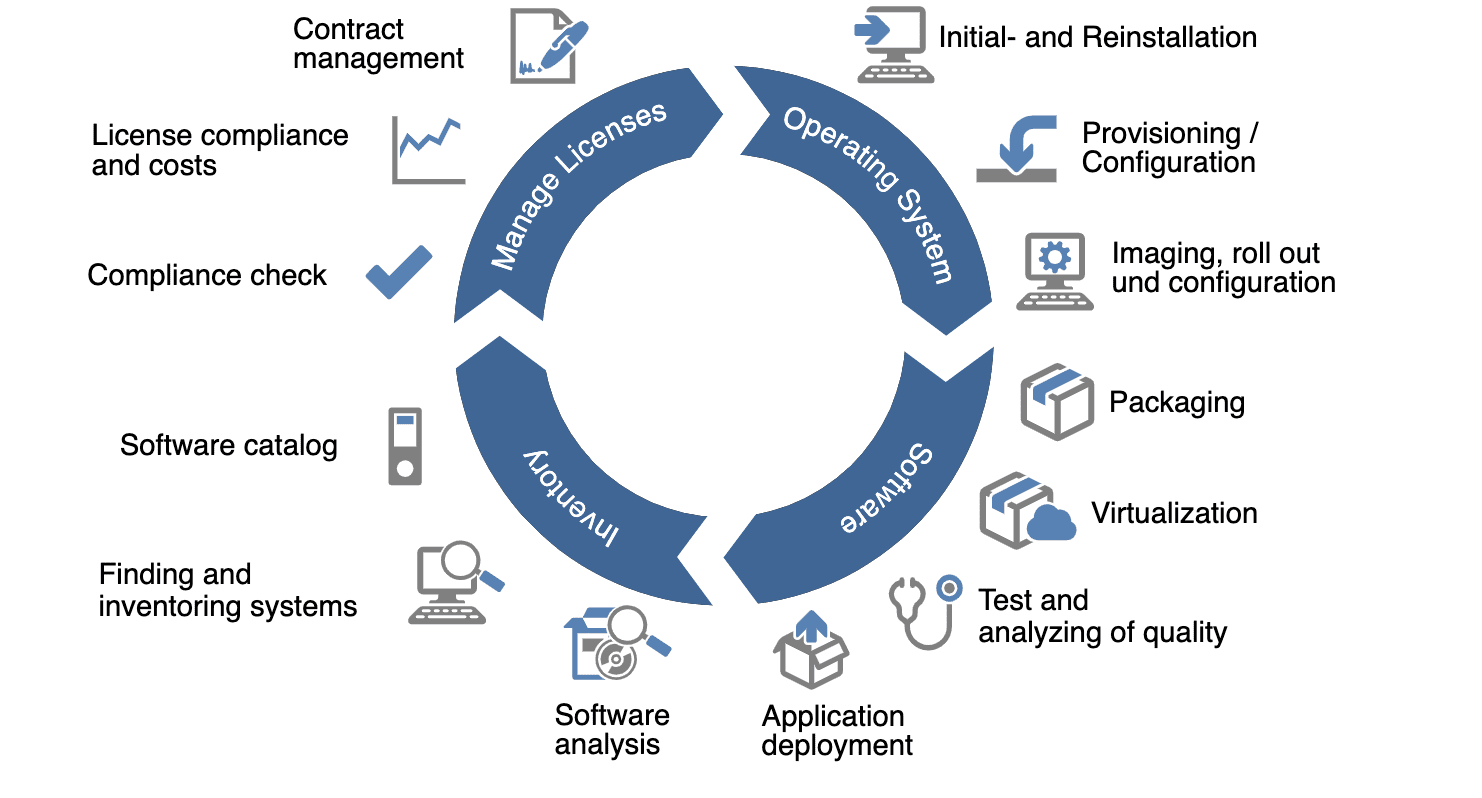 Contract
management
Initial- and Reinstallation
License compliance
and costs
Manage Licenses
Operating System
Provisioning /
Configuration
Compliance check
Imaging, roll out
und configuration
Software catalog
Inventory
Software
Packaging
Virtualization
Finding and
inventoring systems
Test and
analyzing of quality
Software
analysis
Application
deployment